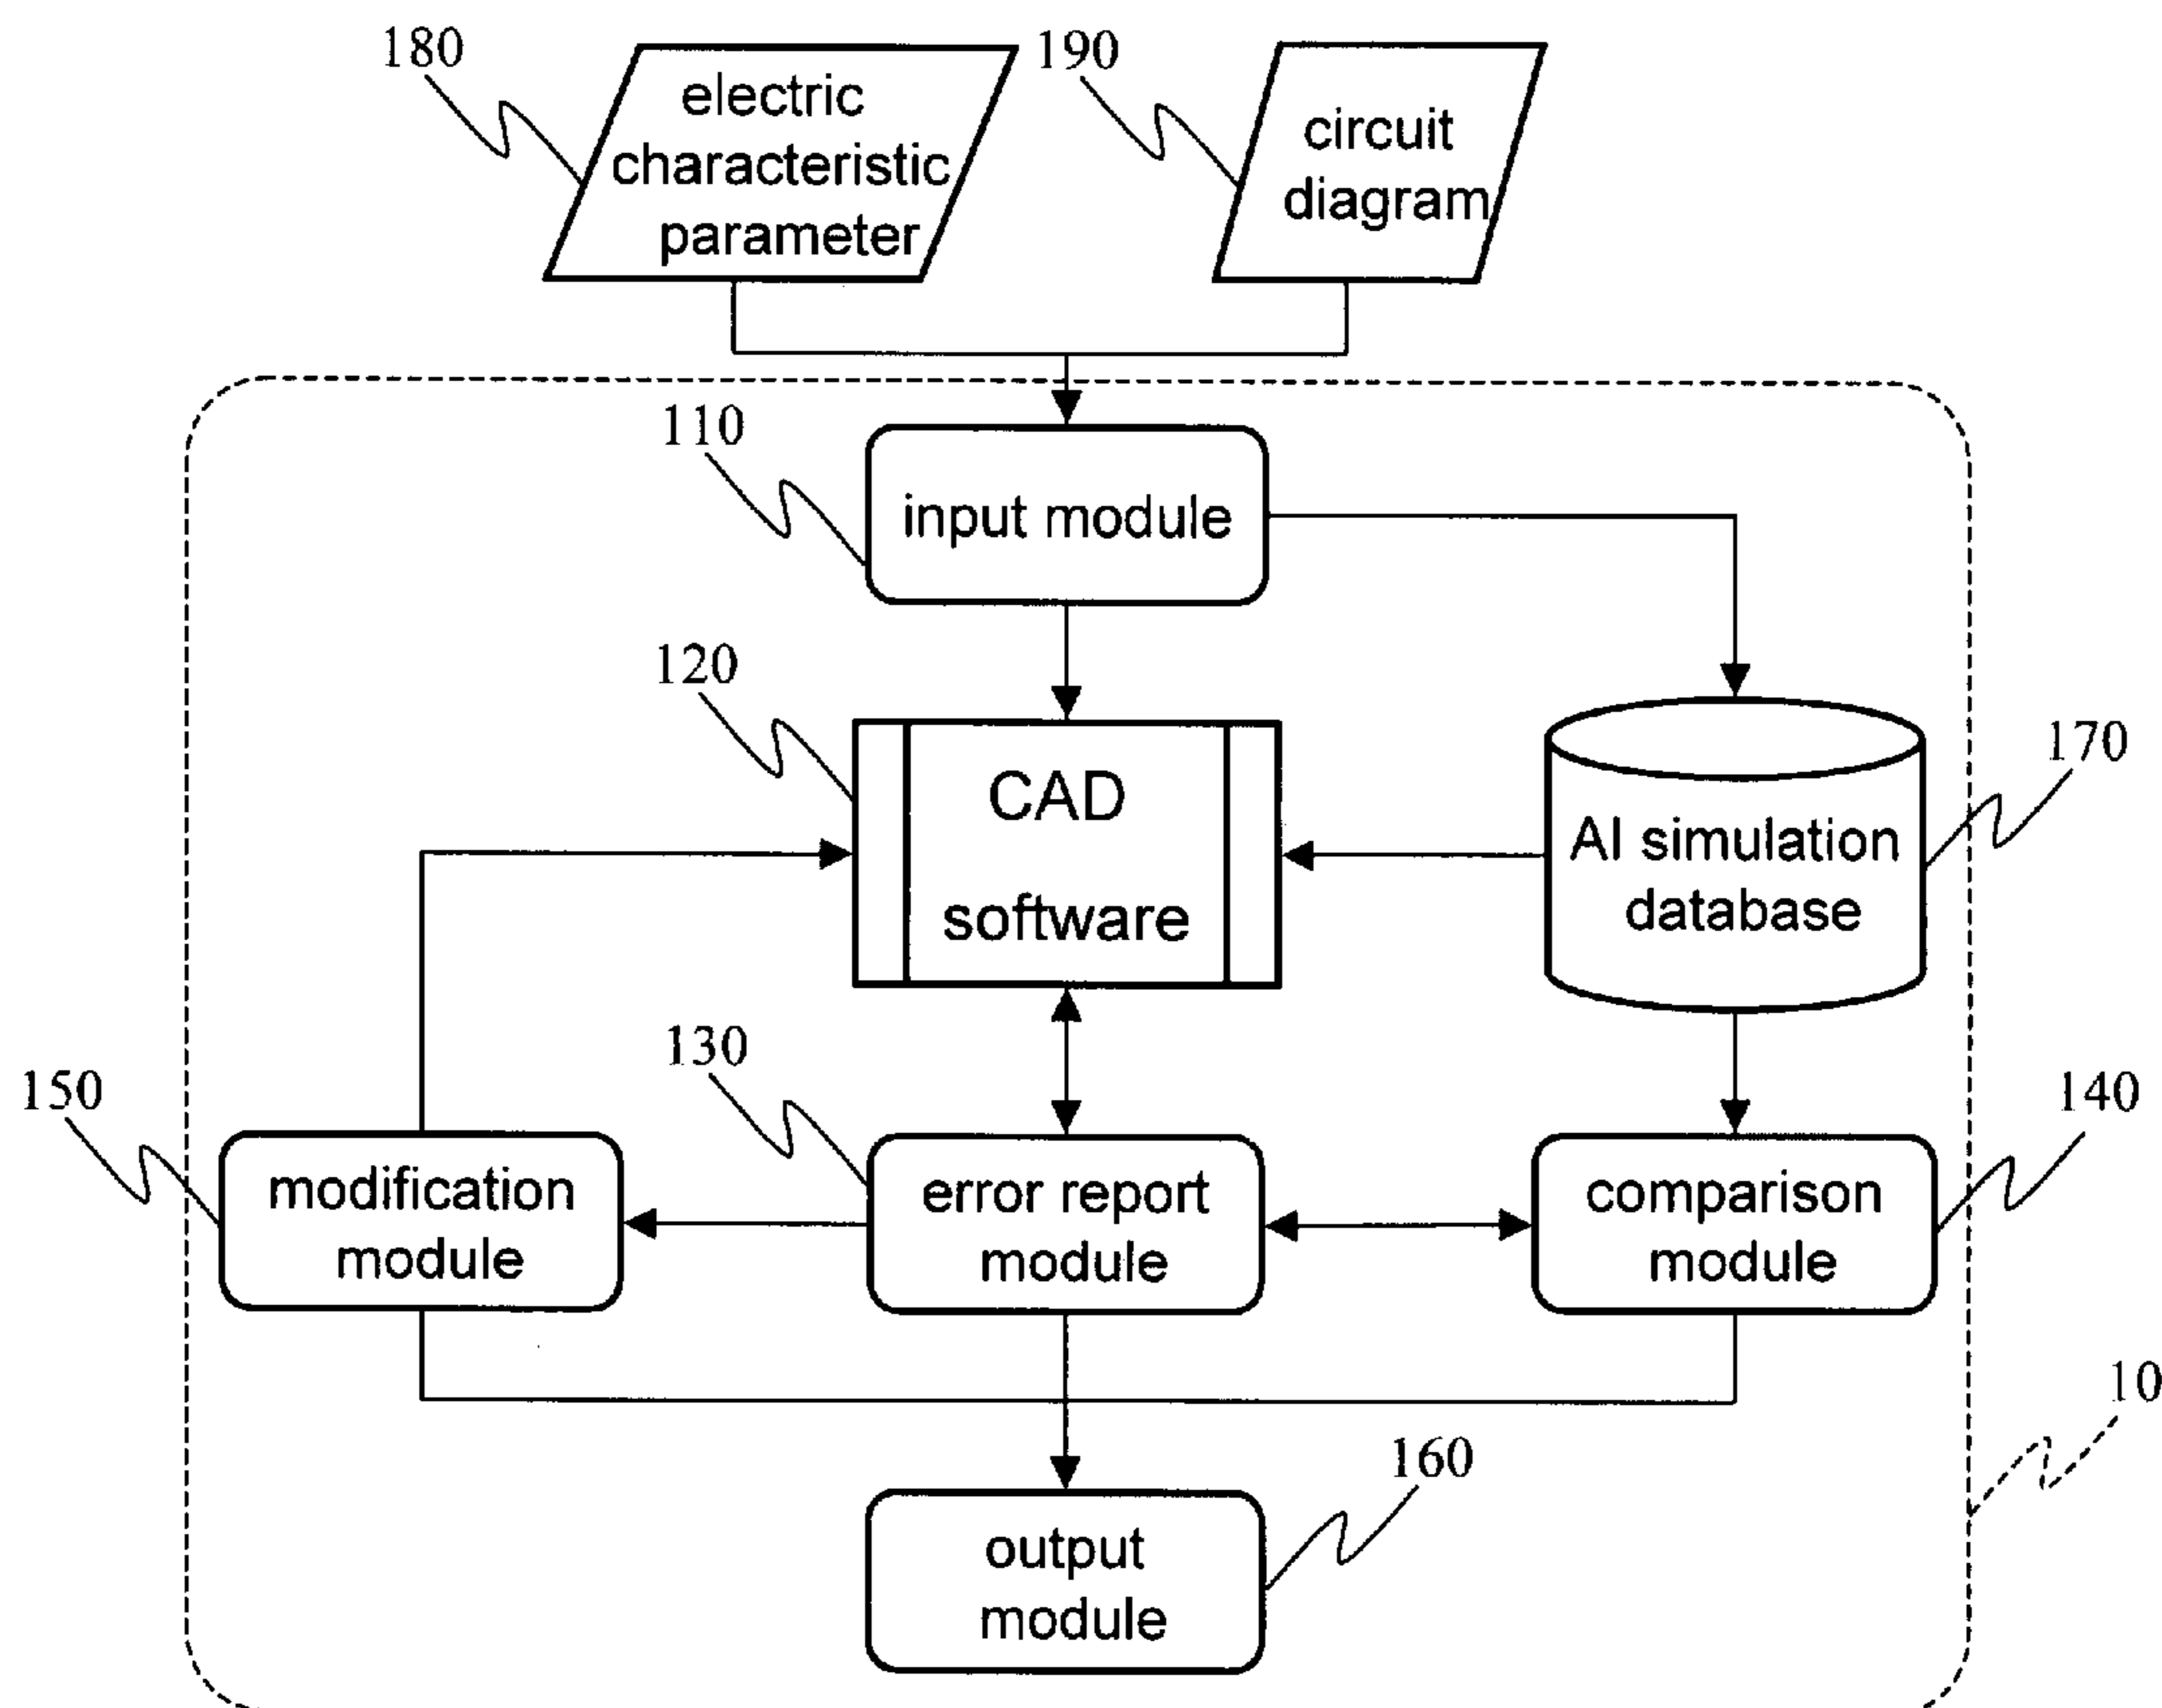 180
electric
characteristic
parameter
190
circuit
diagram
110
input module
120
CAD
software
170
AI simulation
database
150
modification
module
130
error report
module
140
comparison
module
10
160
output
module